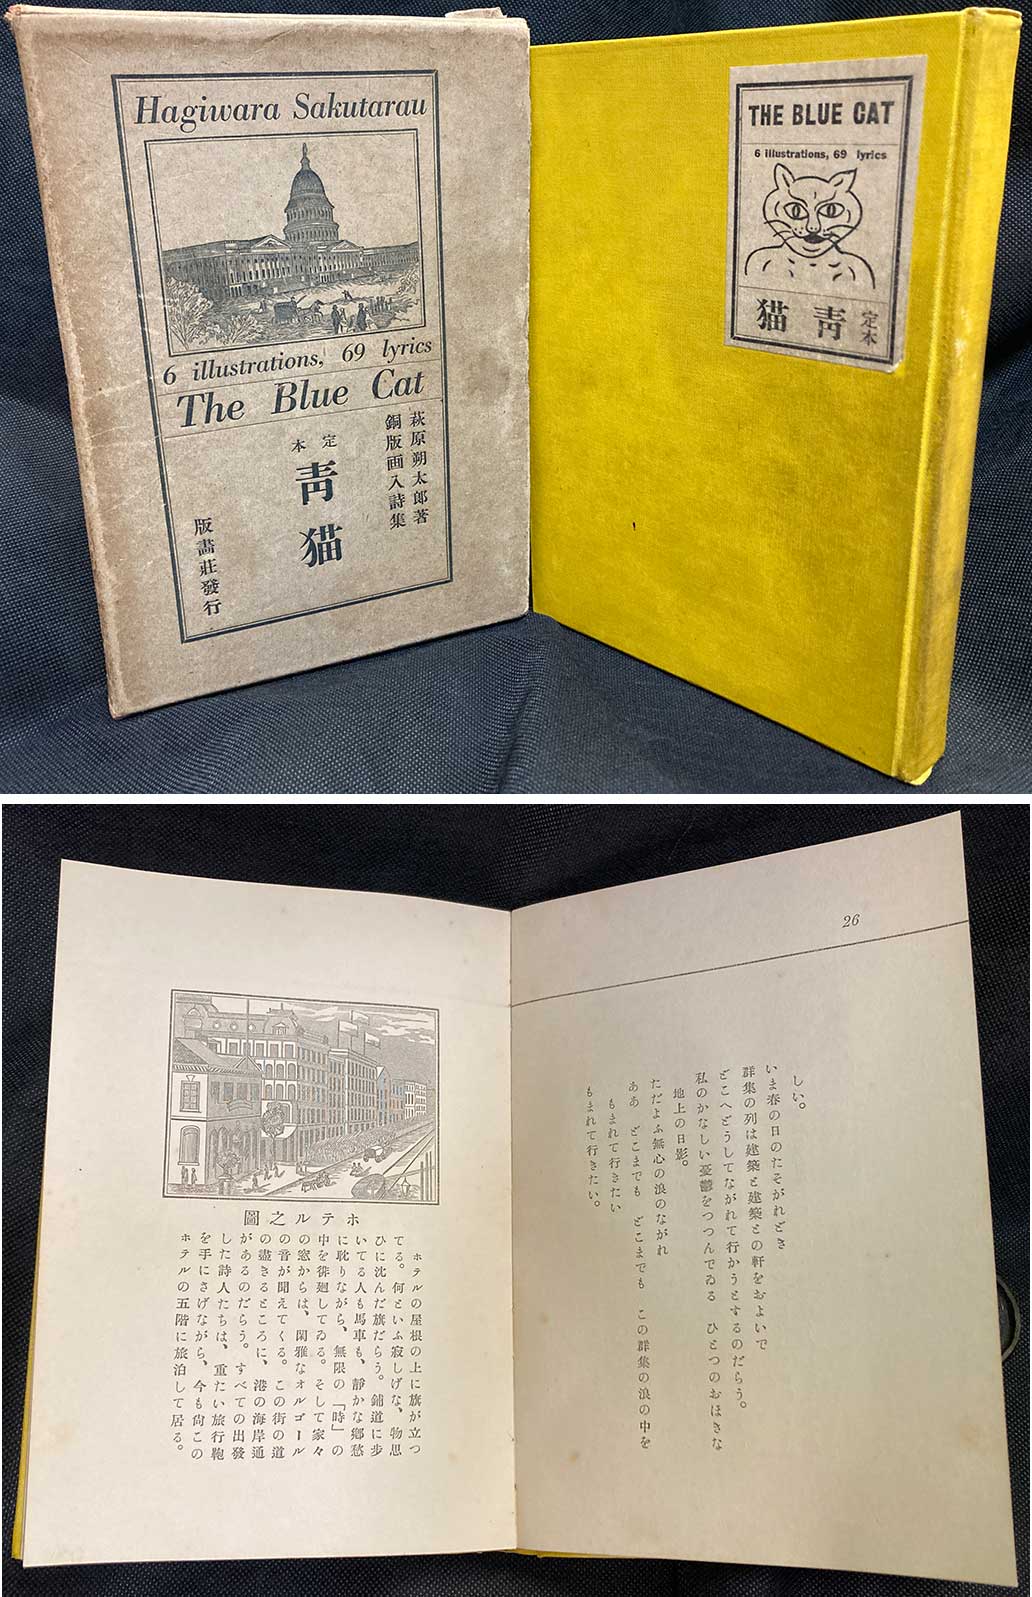 Hagiwara Sakutarau
6 illustrations, 69 lyrics
The Blue Cat
萩原朔太郎著
銅版画入詩集
定本
靑猫
版畵莊發行
THE BLUE CAT
6 illustrations, 69 lyrics
定本
靑猫
26
しい。
いま春の日のたそがれどき
群集の列は建築と建築との軒をおよいで
どこへどうしてながれて行かうとするのだらう。
私のかなしい憂鬱をつつんでゐる ひとつのおほきな
地上の日影。
ただよふ無心の浪のながれ
ああ どこまでも どこまでも この群集の浪の中を
もまれて行きたい
もまれて行きたい。
ホテル之圖
ホテルの屋根の上に旗が立つ
てる。何といふ寂しげな、物思
ひに沈んだ旗だらう。鋪道に步
いてる人も馬車も、靜かな鄕愁
に耽りながら、無限の「時」の
中を徘廻してゐる。そして家々
の窓からは、閑雅なオルゴール
の音が聞えてくる。この街の道
の盡きるところに、港の海岸通
があるのだらう。すべての出發
した詩人たちは、重たい旅行鞄
を手にさげながら、今も尙この
ホテルの五階に旅泊して居る。